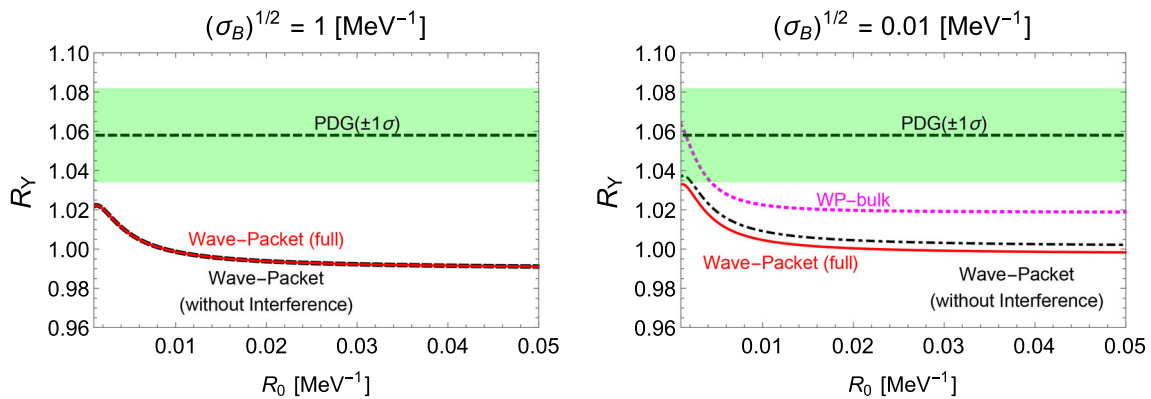 (σ_B)^{1/2} = 1 [MeV⁻¹]
1.10
1.08
1.06
1.04
1.02
1.00
0.98
0.96
R_Y
PDG(±1σ)
Wave−Packet (full)
Wave−Packet
(without Interference)
0.01
0.02
0.03
0.04
0.05
R₀ [MeV⁻¹]
(σ_B)^{1/2} = 0.01 [MeV⁻¹]
1.10
1.08
1.06
1.04
1.02
1.00
0.98
0.96
R_Y
PDG(±1σ)
WP−bulk
Wave−Packet (full)
Wave−Packet
(without Interference)
0.01
0.02
0.03
0.04
0.05
R₀ [MeV⁻¹]